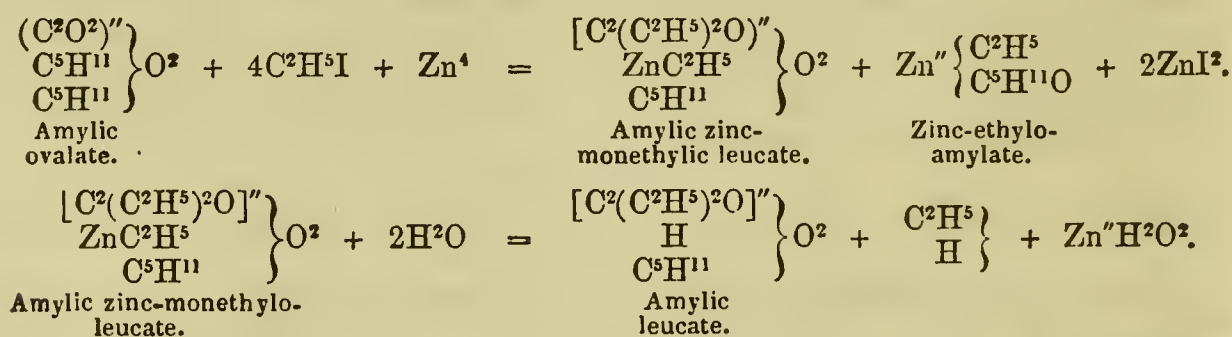 (C²O²)″ [C²(C²H⁵)²O)″
C⁵H¹¹ }O² + 4C²H⁵I + Zn⁴ = ZnC²H⁵ }O² + Zn″ { C²H⁵ C⁵H¹¹O + 2ZnI².
C⁵H¹¹ C⁵H¹¹
Amylic Amylic zinc- Zinc-ethylo-
ovalate. monethylic leucate. amylate.
[C²(C²H⁵)²O]″ [C²(C²H⁵)²O]″
ZnC²H⁵ }O² + 2H²O = H }O² + C²H⁵ H } + Zn″H²O².
C⁵H¹¹ C⁵H¹¹
Amylic zinc-monethylo- Amylic
leucate. leucate.